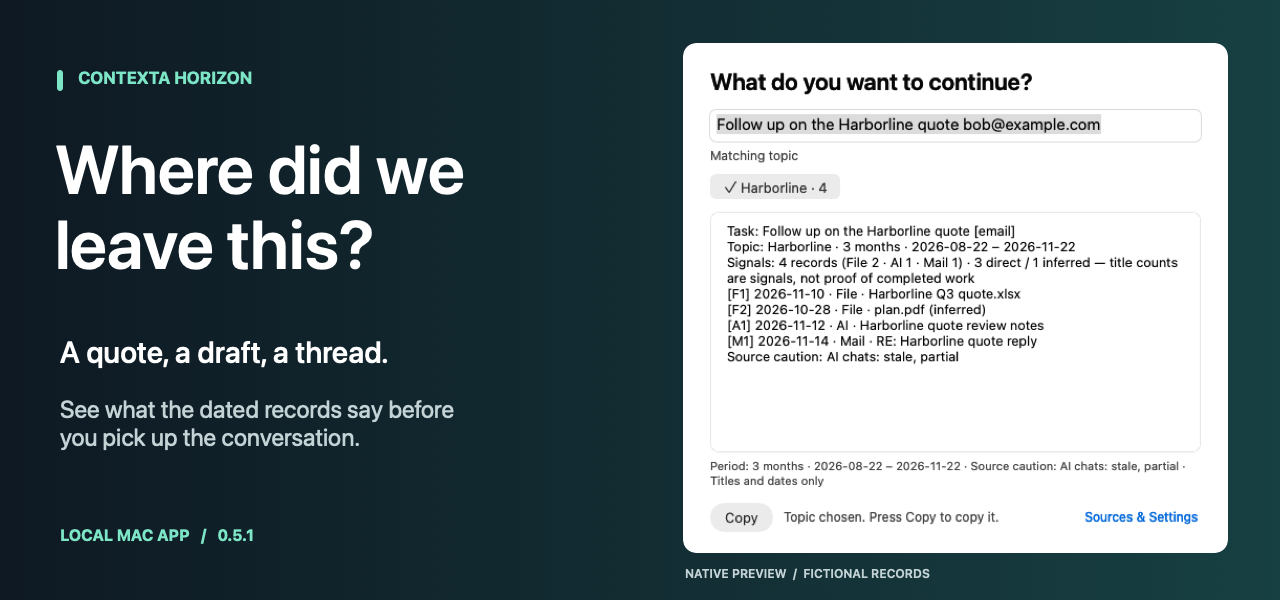 CONTEXTA HORIZON
Where did we
leave this?
A quote, a draft, a thread.
See what the dated records say before
you pick up the conversation.
LOCAL MAC APP / 0.5.1
What do you want to continue?
Follow up on the Harborline quote bob@example.com
Matching topic
✓ Harborline · 4
Task: Follow up on the Harborline quote [email]
Topic: Harborline · 3 months · 2026-08-22 – 2026-11-22
Signals: 4 records (File 2 · AI 1 · Mail 1) · 3 direct / 1 inferred — title counts
are signals, not proof of completed work
[F1] 2026-11-10 · File · Harborline Q3 quote.xlsx
[F2] 2026-10-28 · File · plan.pdf (inferred)
[A1] 2026-11-12 · AI · Harborline quote review notes
[M1] 2026-11-14 · Mail · RE: Harborline quote reply
Source caution: AI chats: stale, partial
Period: 3 months · 2026-08-22 – 2026-11-22 · Source caution: AI chats: stale, partial ·
Titles and dates only
Copy
Topic chosen. Press Copy to copy it.
Sources & Settings
NATIVE PREVIEW / FICTIONAL RECORDS